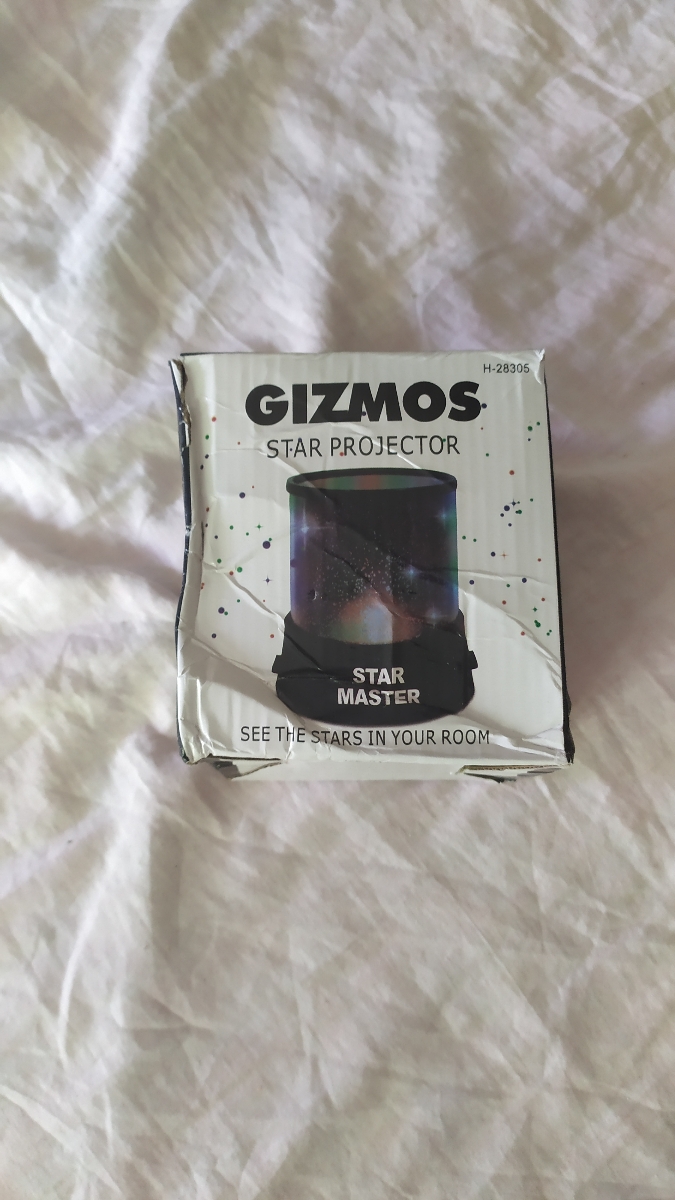 H-28305
GIZMOS
STAR PROJECTOR
STAR
MASTER
SEE THE STARS IN YOUR ROOM